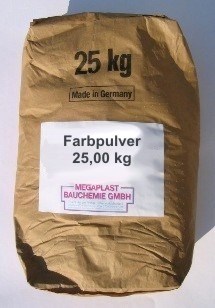 25 kg
Made in Germany
Farbpulver
25,00 kg
MEGAPLAST
BAUCHEMIE GMBH